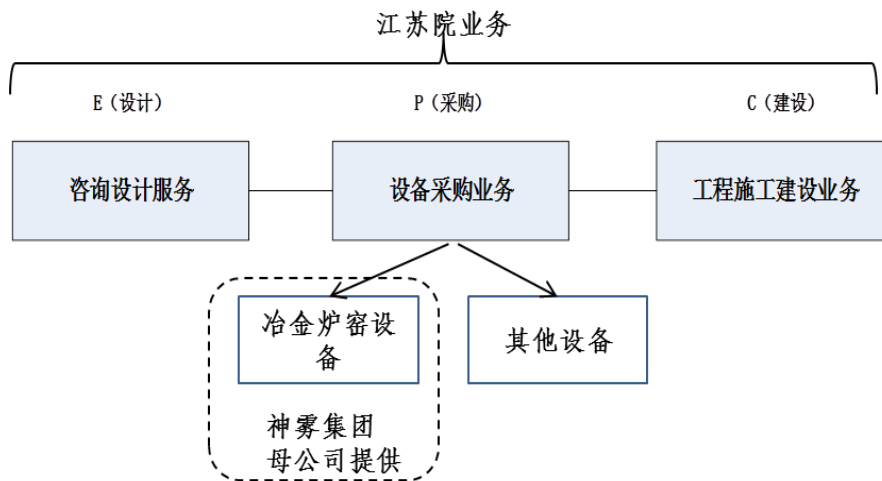 江苏院业务
E（设计）
P（采购）
C（建设）
咨询设计服务
设备采购业务
工程施工建设业务
冶金炉窑设
备
其他设备
神雾集团
母公司提供